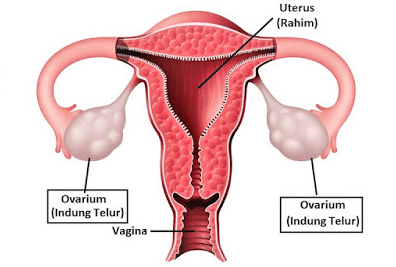 Uterus
(Rahim)
Ovarium
(Indung Telur)
Ovarium
(Indung Telur)
Vagina